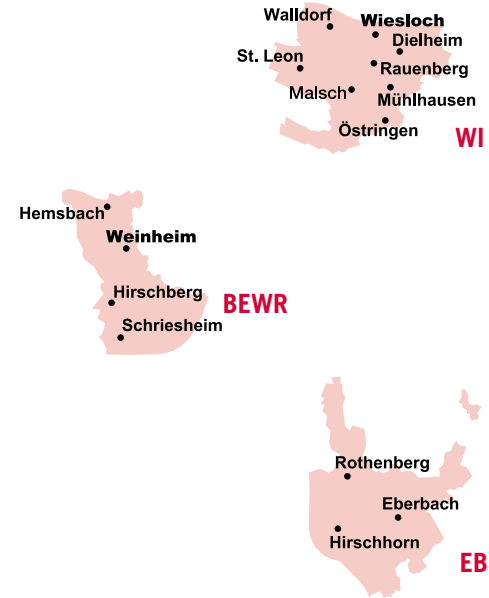 Walldorf
Wiesloch
Dielheim
St. Leon
Rauenberg
Malsch
Mühlhausen
Östringen
WI
Hemsbach
Weinheim
Hirschberg
BEWR
Schriesheim
Rothenberg
Eberbach
Hirschhorn
EB